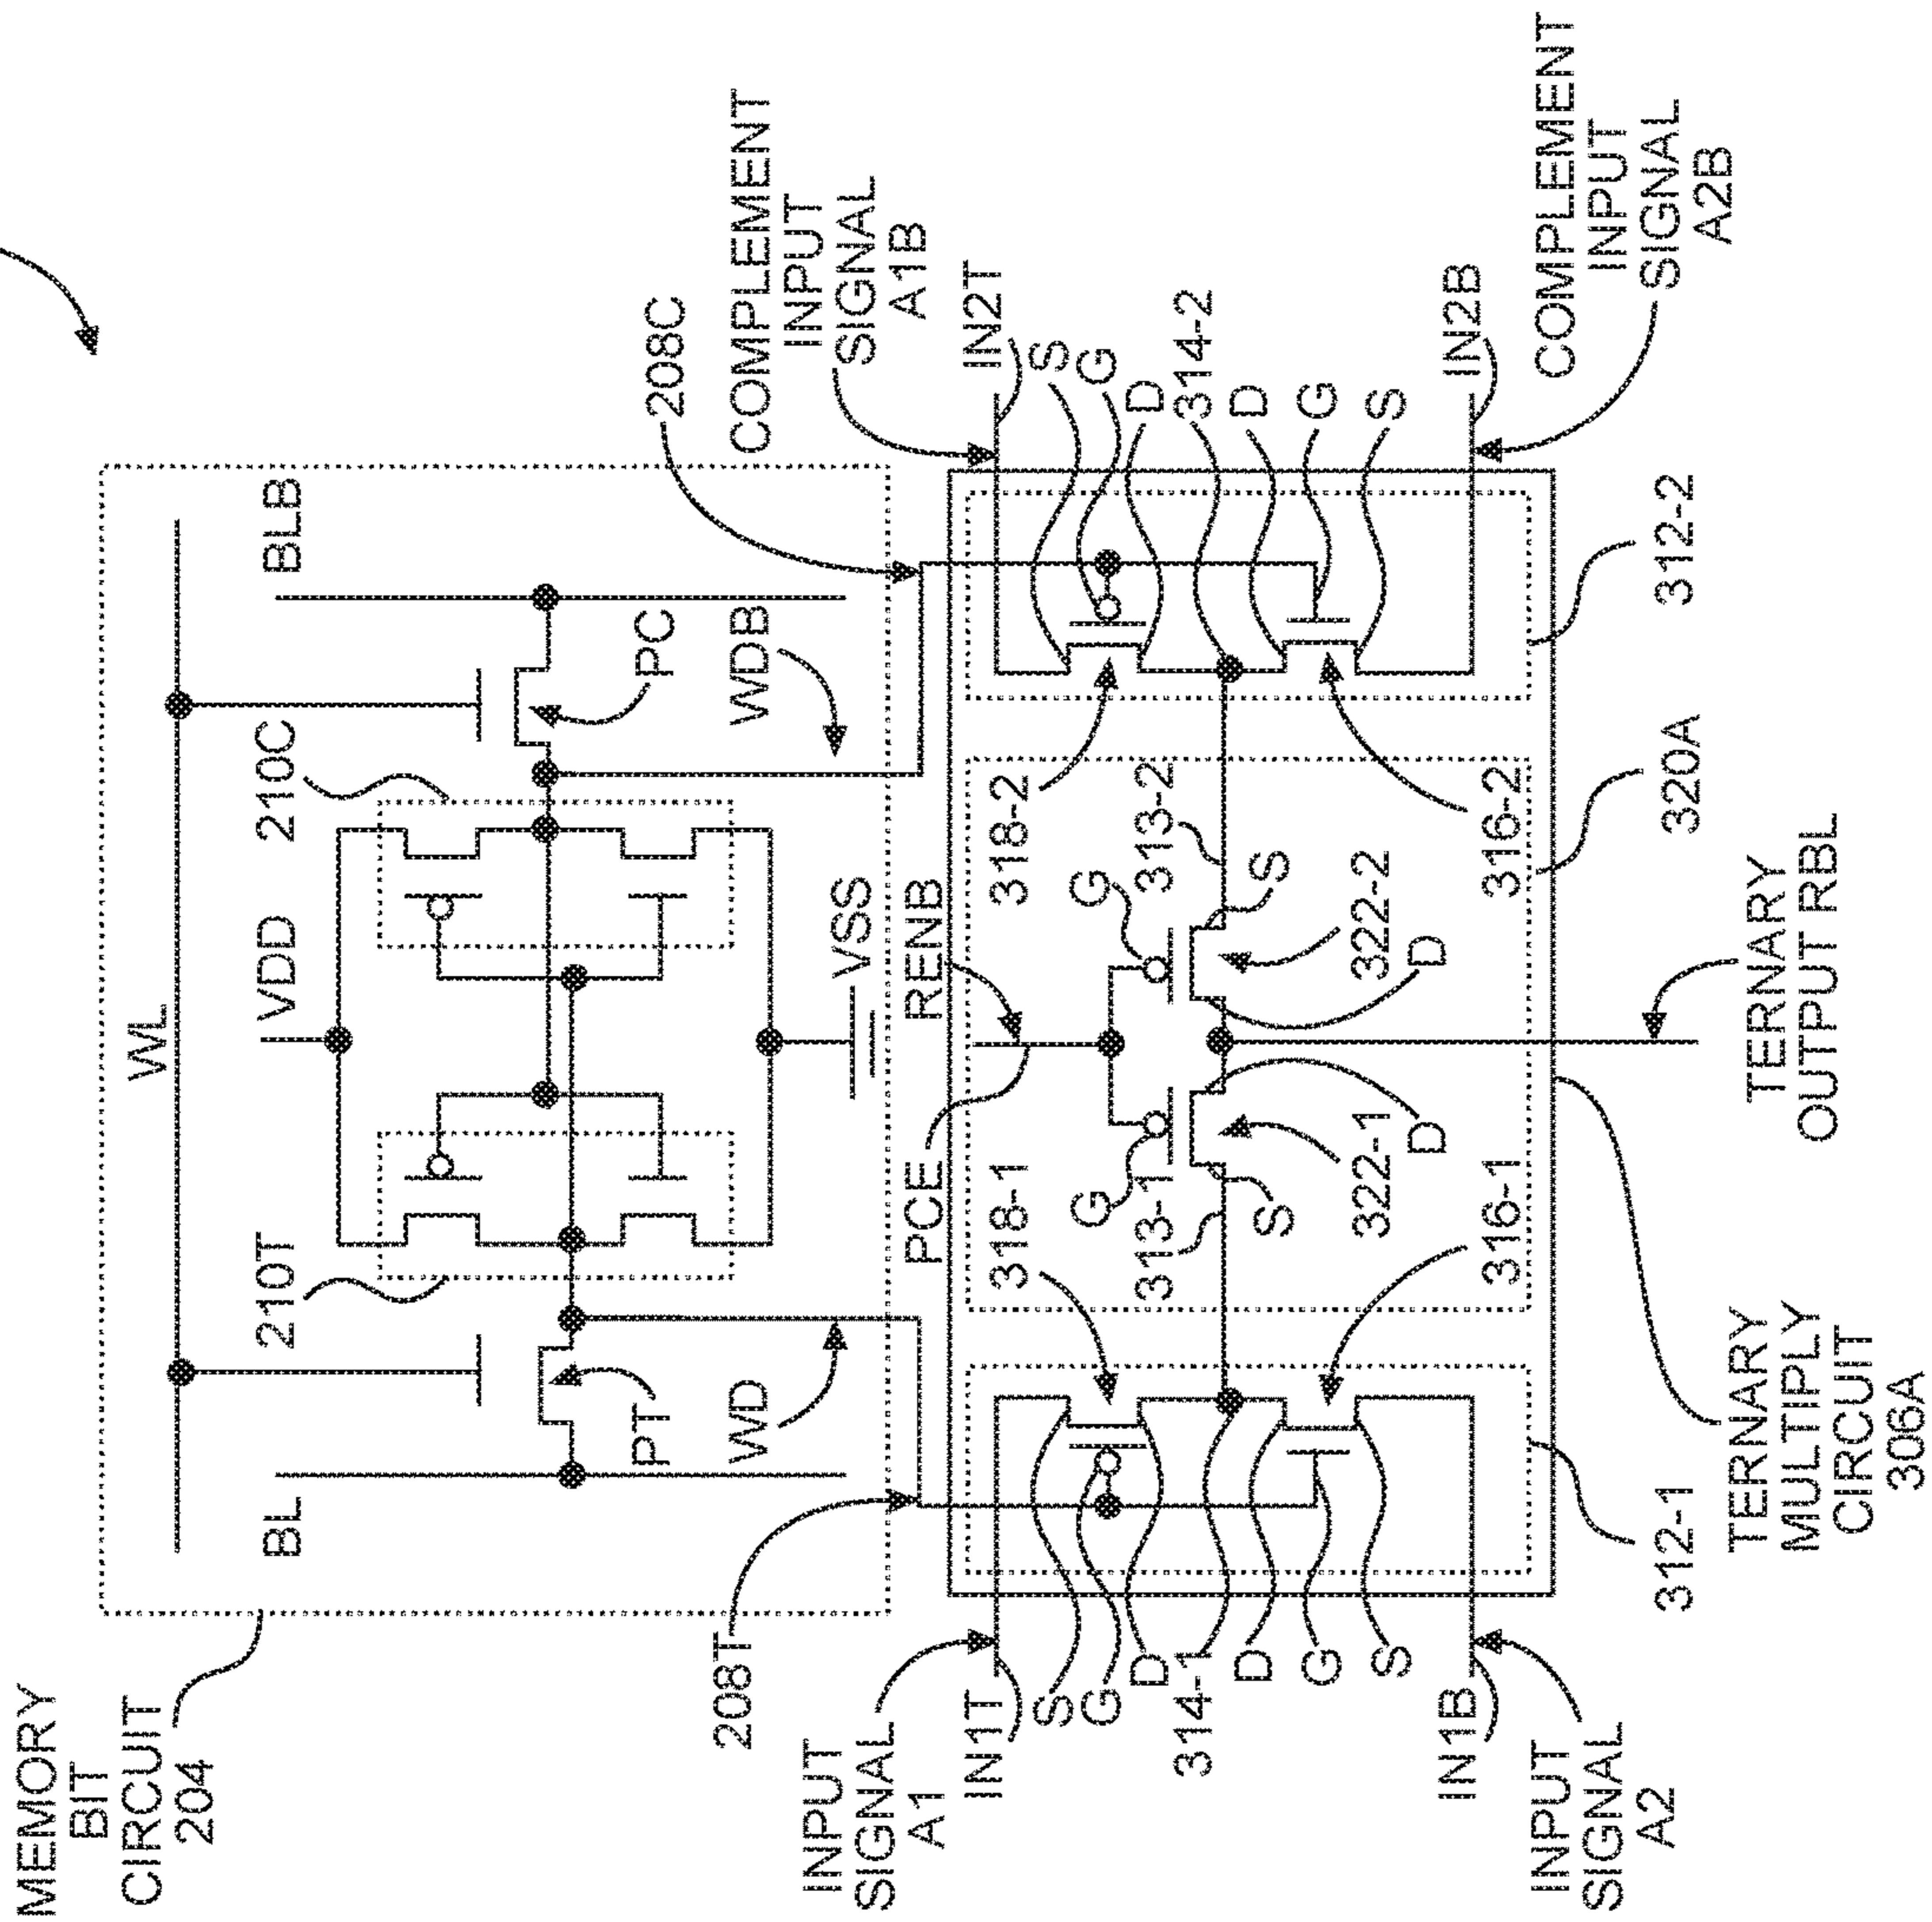 MEMORY
BIT
CIRCUIT
204
WL
BL
210T
VDD
210C
BLB
PT
PC
WD
VSS
WDB
208T
208C
COMPLEMENT
INPUT
SIGNAL
A1B
INPUT
SIGNAL
A1
PCE
RENB
IN1T
318-1
318-2
IN2T
S
G
D
314-1
D
G
S
G
313-1
S
322-1
D
G
313-2
S
322-2
D
S
G
D
314-2
D
G
S
IN1B
316-1
316-2
IN2B
INPUT
SIGNAL
A2
COMPLEMENT
INPUT
SIGNAL
A2B
312-1
320A
312-2
TERNARY
MULTIPLY
CIRCUIT
306A
TERNARY
OUTPUT RBL